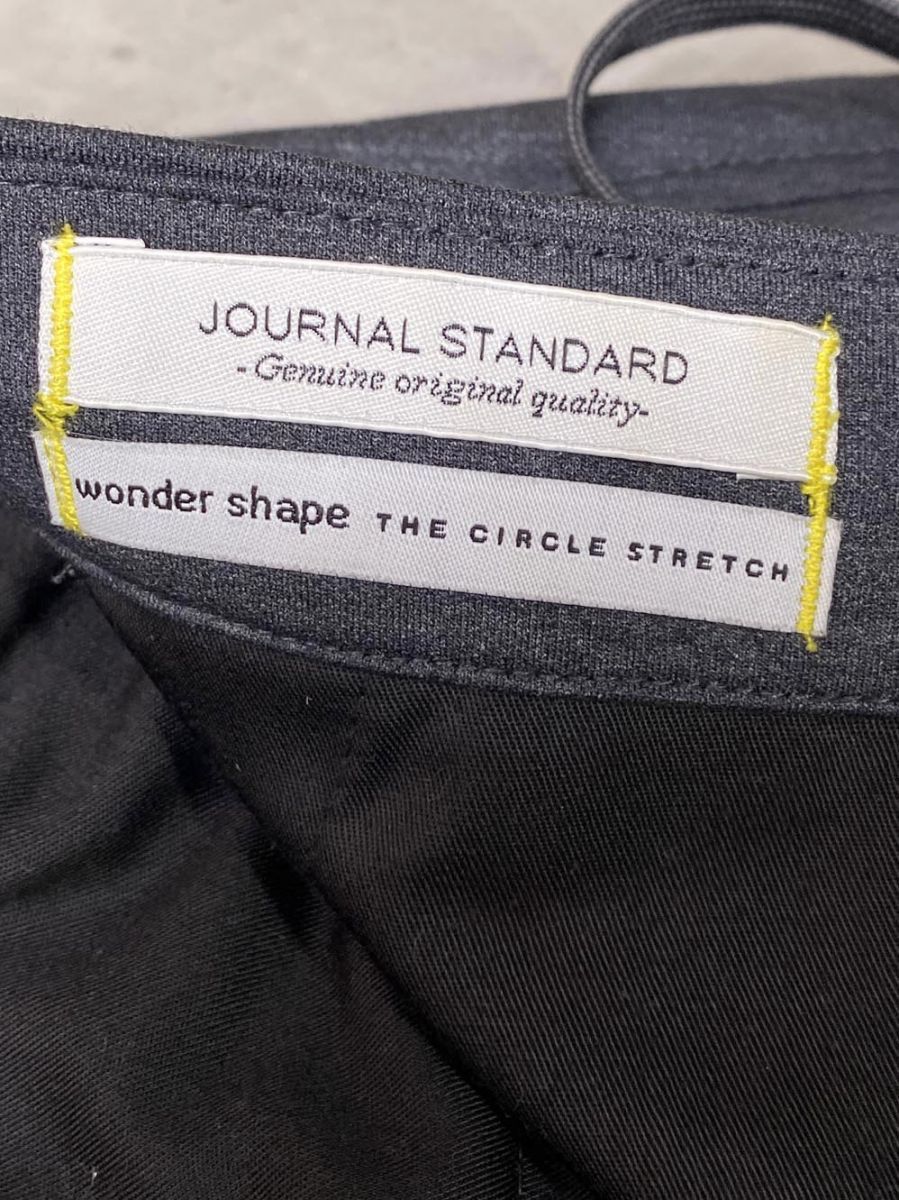 JOURNAL STANDARD
-Genuine original quality-
wonder shape THE CIRCLE STRETCH